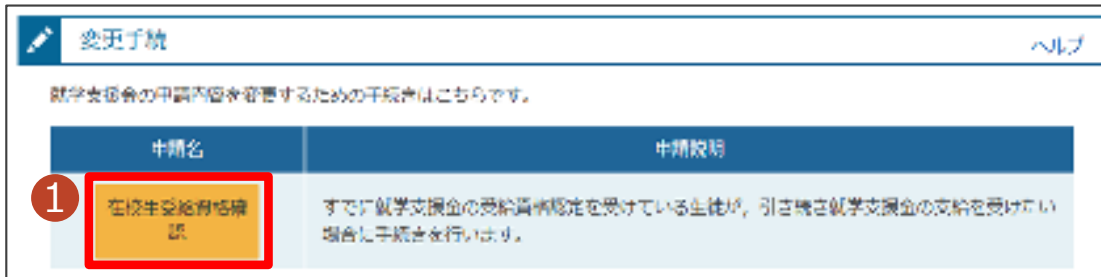 変更手続
ヘルプ
就学支援金の申請内容を変更するための手続きはこちらです。
申請名
申請説明
1
在校生受給資格確
認
すでに就学支援金の受給資格認定を受けている生徒が，引き続き就学支援金の支給を受けたい
場合に手続きを行います。